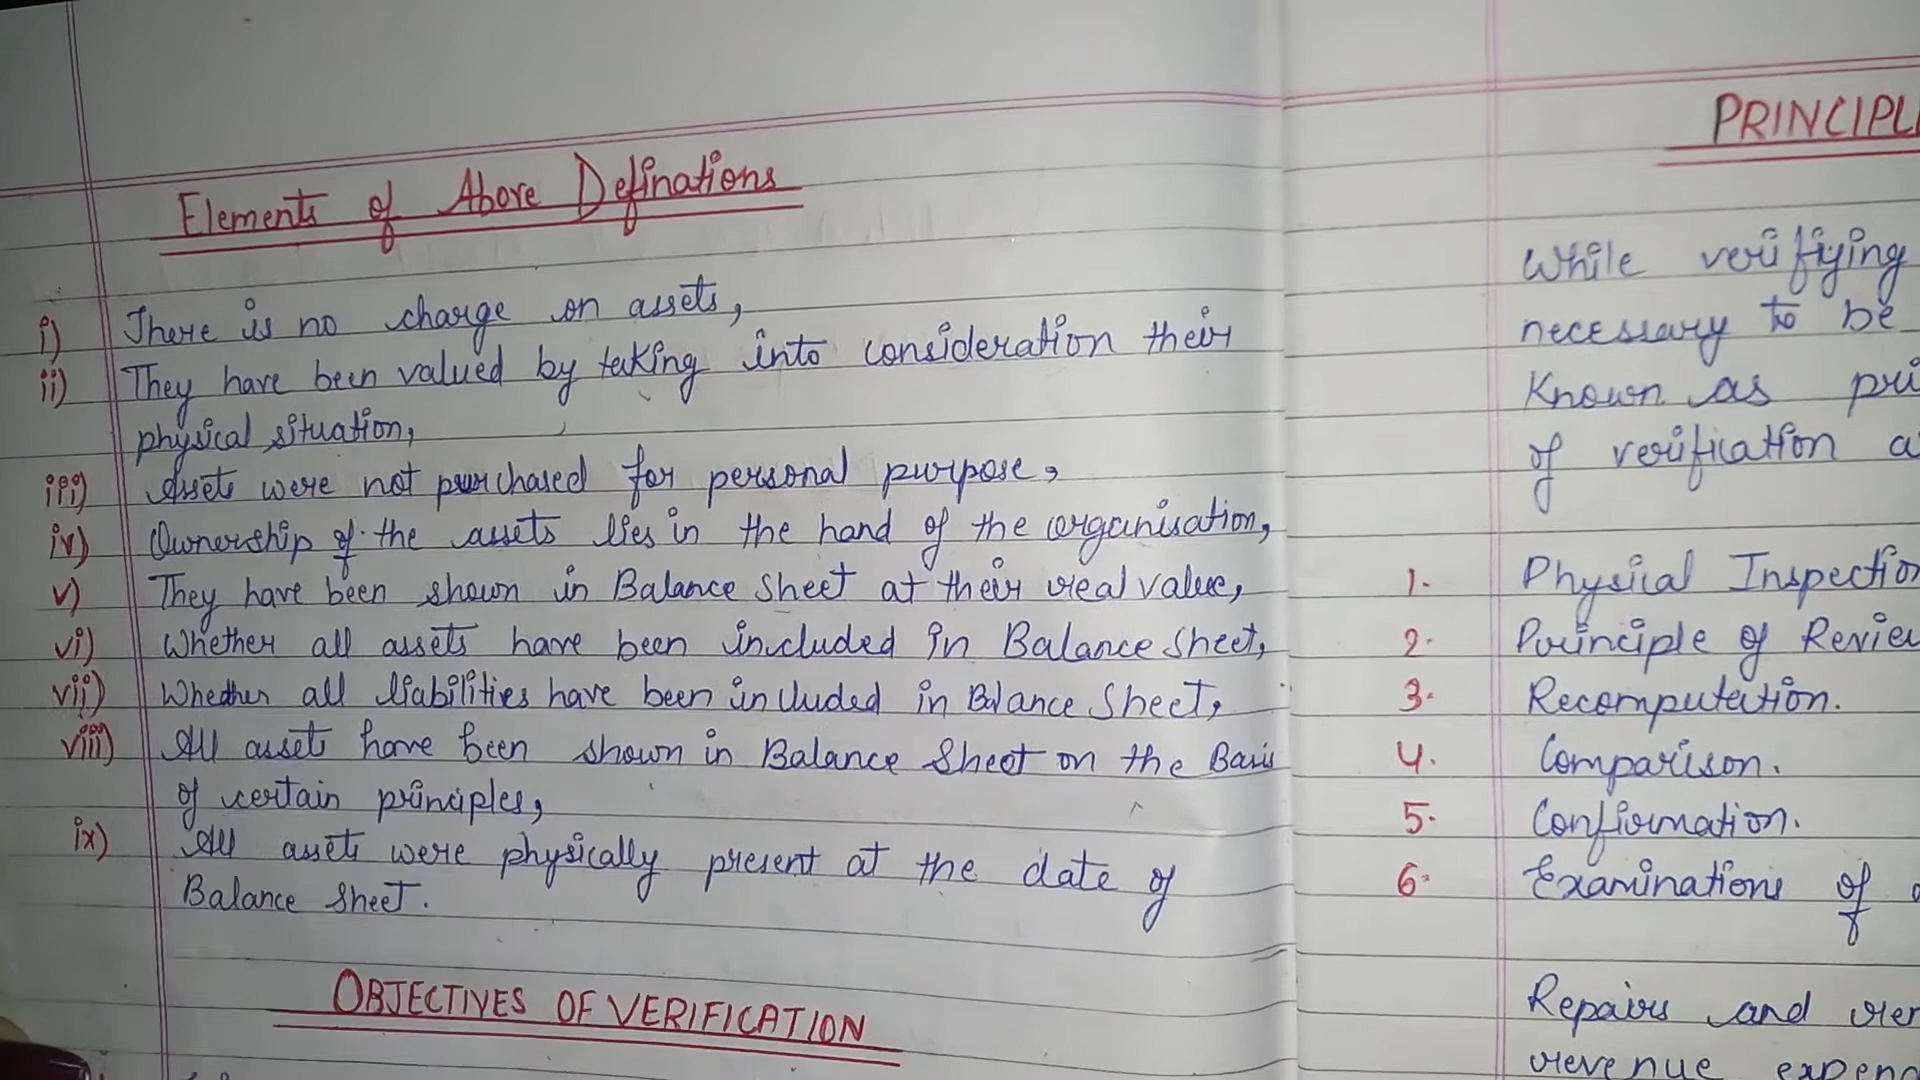 Elements of Above Definations
i) There is no charge on assets,
ii) They have been valued by taking into consideration their
physical situation,
iii) Assets were not purchased for personal purpose,
iv) Ownership of the assets lies in the hand of the organisation,
v) They have been shown in Balance Sheet at their real value,
vi) Whether all assets have been included in Balance Sheet,
vii) Whether all liabilities have been included in Balance Sheet,
viii) All asset have been shown in Balance Sheet on the Basis
of certain principles,
ix) All assets were physically present at the date of
Balance Sheet.
OBJECTIVES OF VERIFICATION
PRINCIPL
While verifiying
necessary to be
Known as pri
of verification a
1. Physical Inspection
2. Principle of Revie
3. Recomputation.
4. Comparison.
5. Confirmation.
6. Examinations of
Repairs and
revenue expen